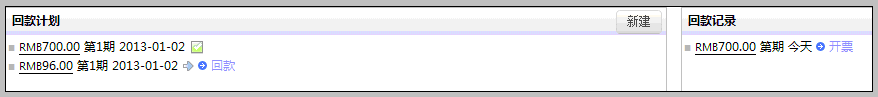 回款计划
新建
RMB700.00 第1期 2013-01-02
RMB96.00 第1期 2013-01-02 回款
回款记录
RMB700.00 第期 今天 开票